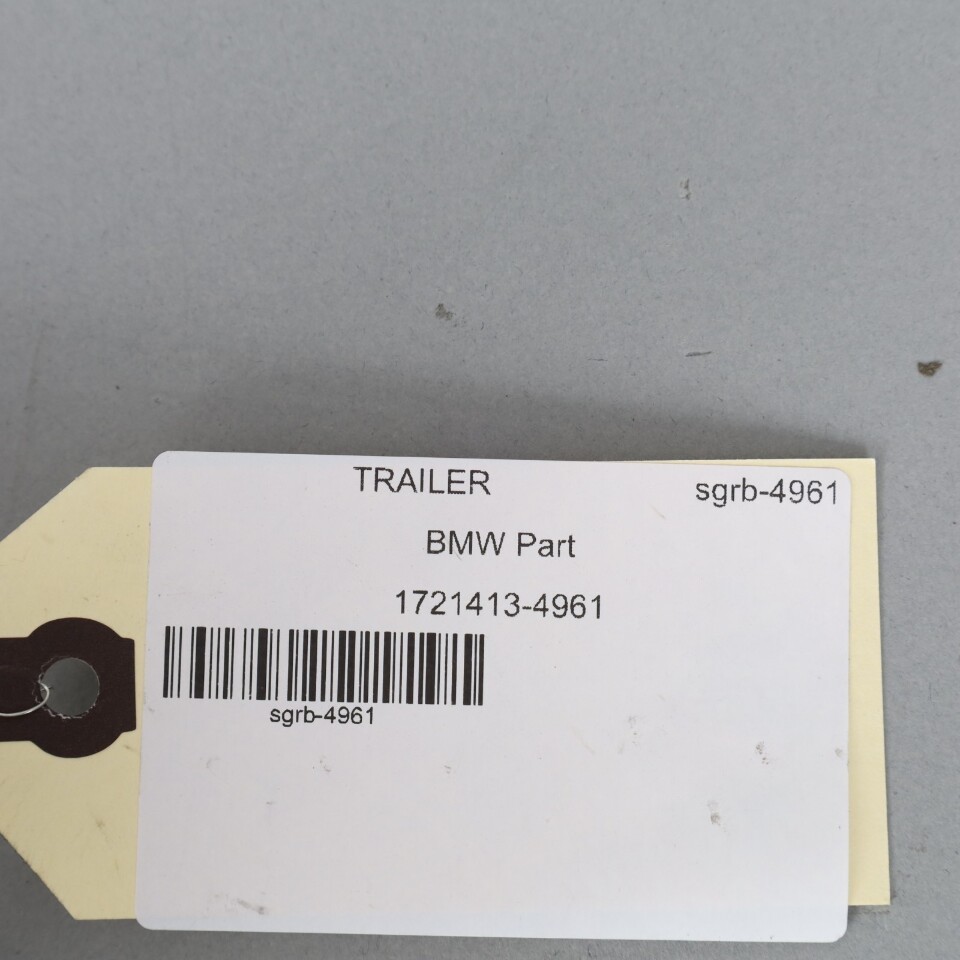 TRAILER sgrb-4961
BMW Part
1721413-4961
sgrb-4961